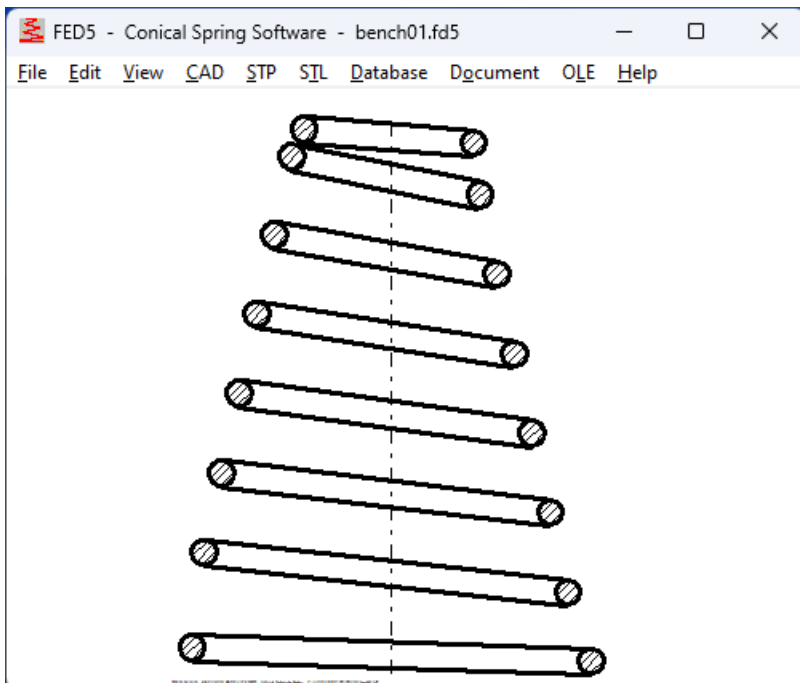 FED5 - Conical Spring Software - bench01.fd5
File Edit View CAD STP STL Database Document OLE Help